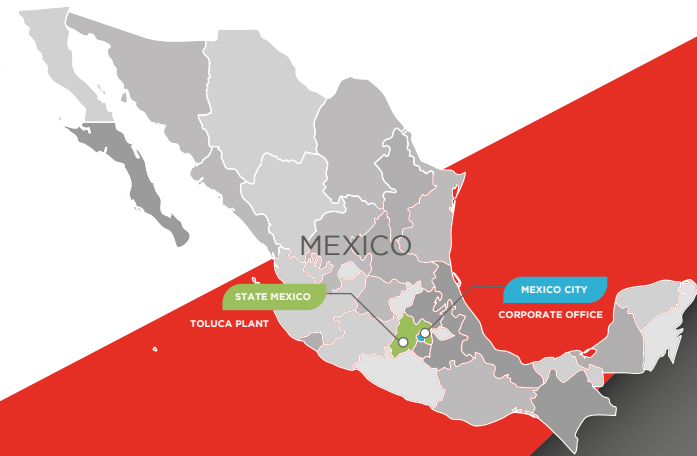 MEXICO
STATE MEXICO
TOLUCA PLANT
MEXICO CITY
CORPORATE OFFICE